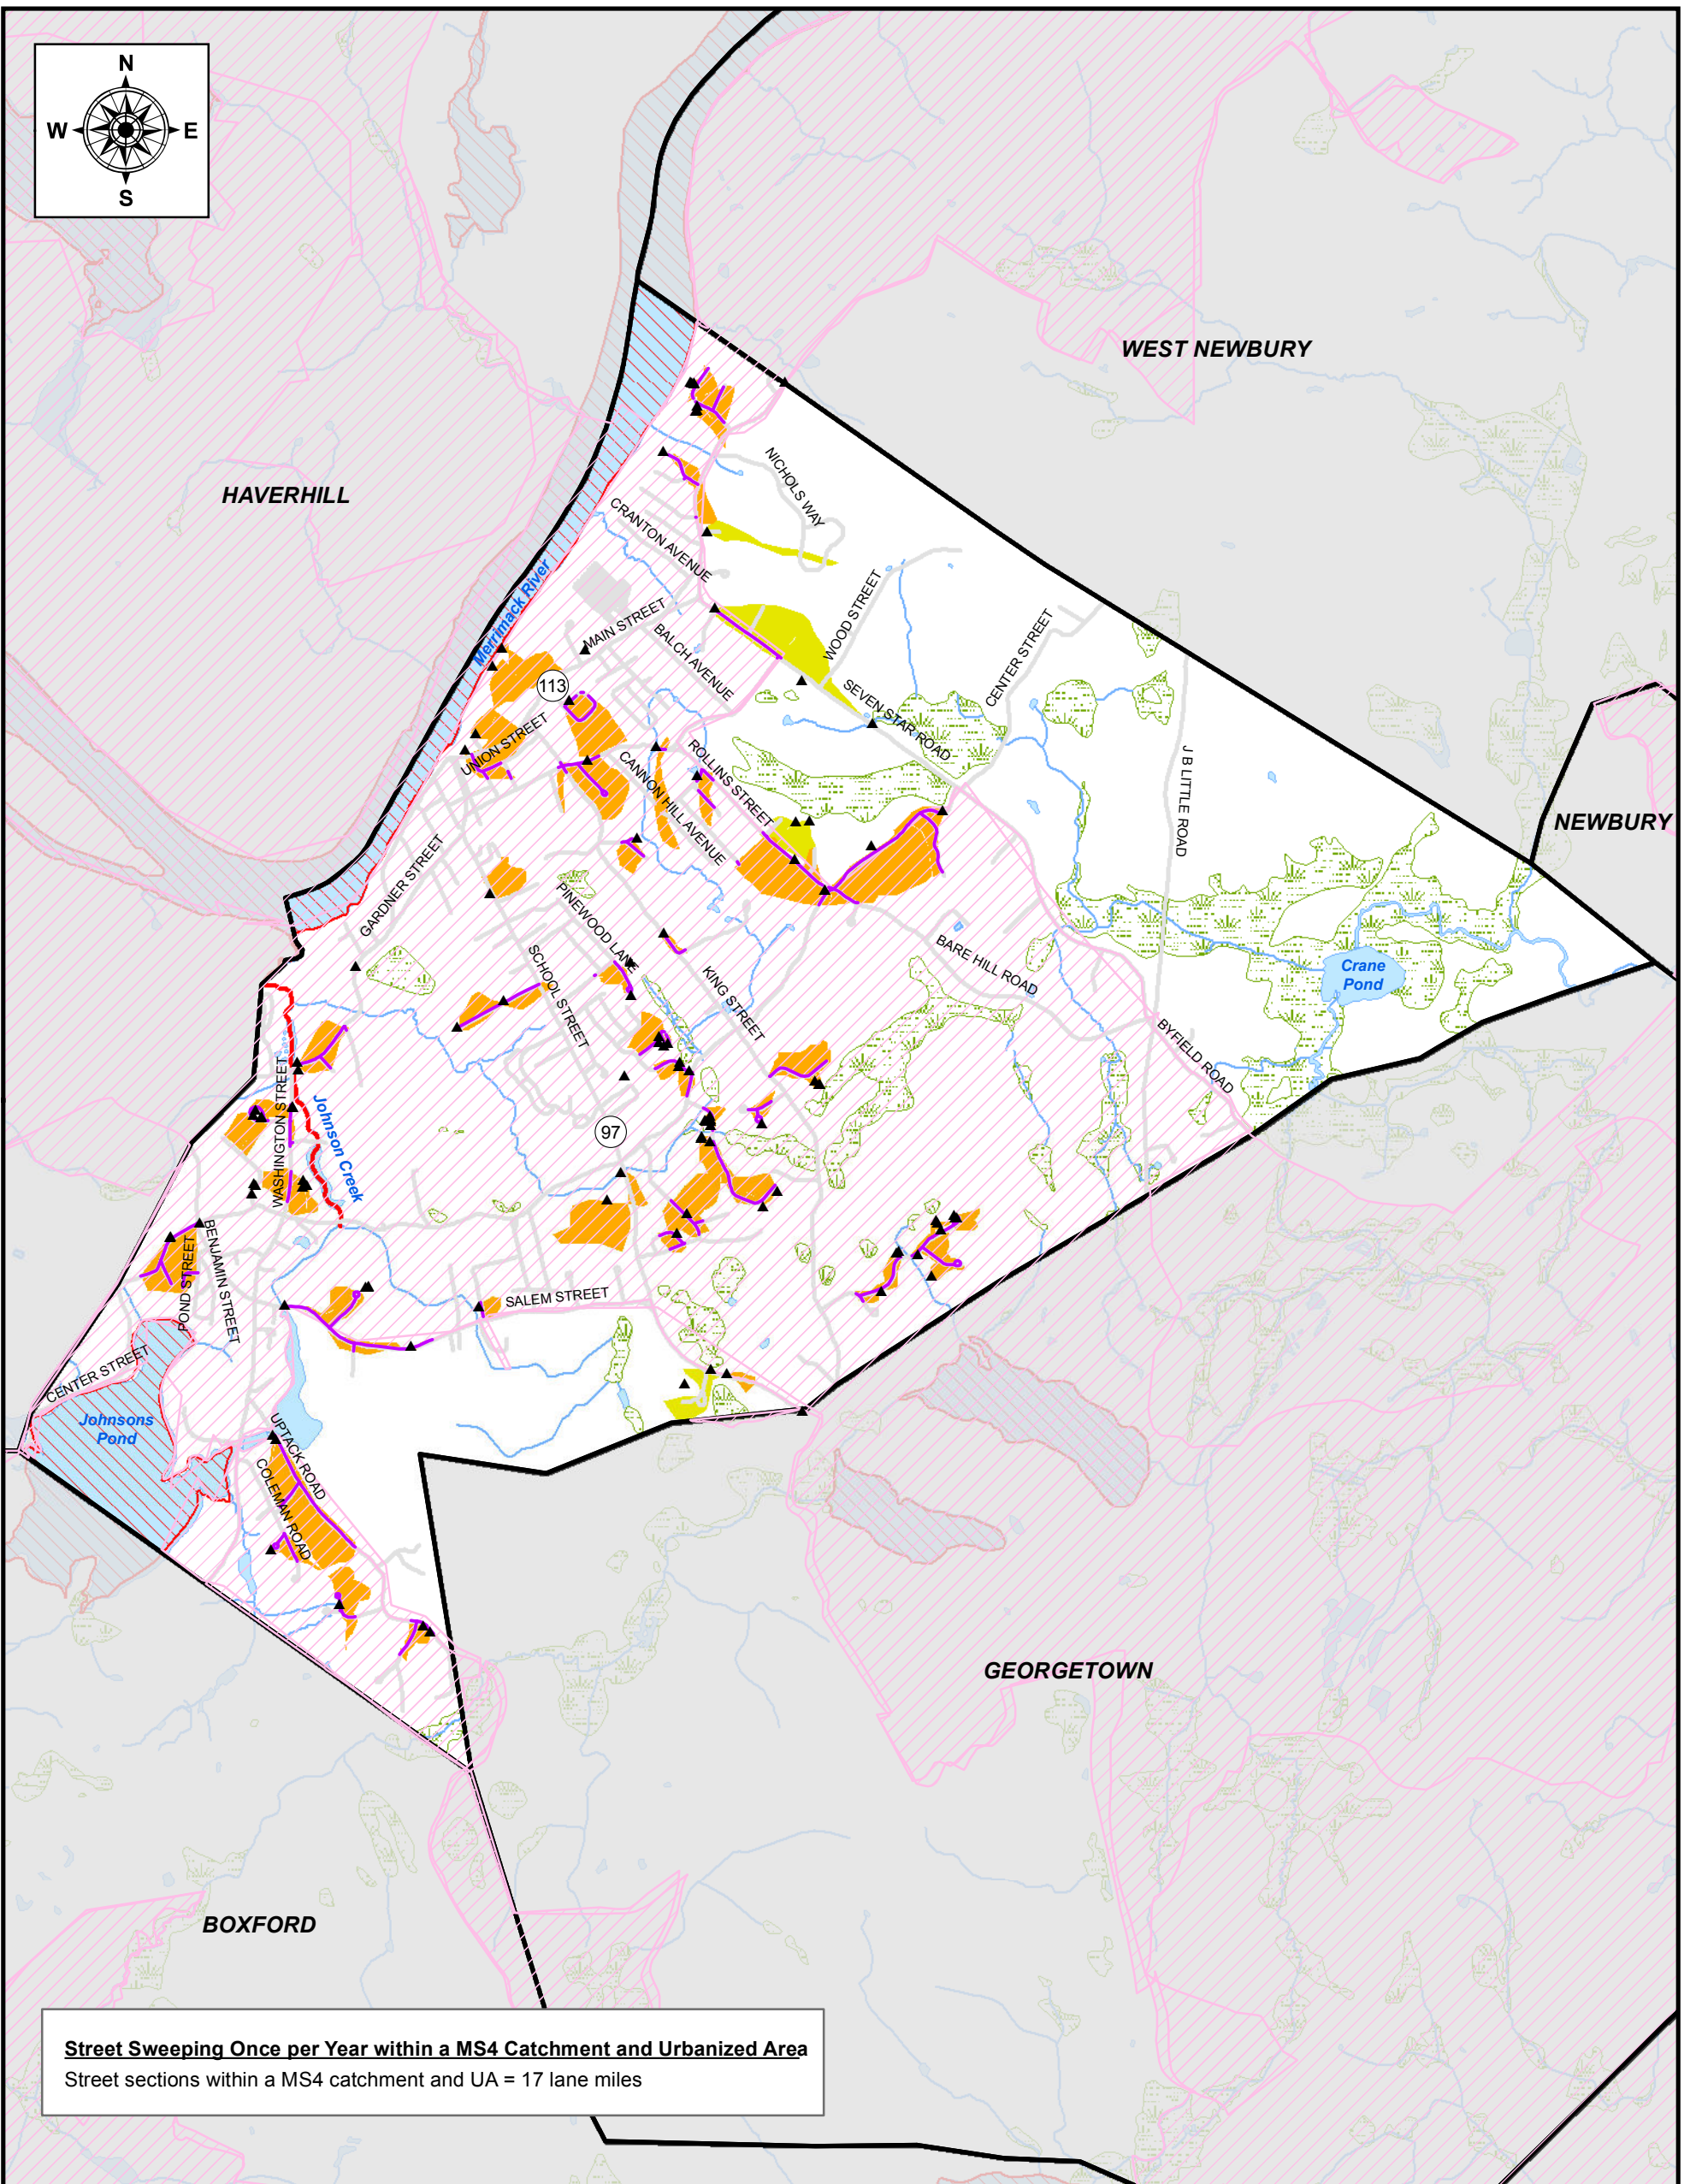 N
W
E
S
WEST NEWBURY
HAVERHILL
NICHOLS WAY
CRANTON AVENUE
Merrimack River
MAIN STREET
WOOD STREET
BALCH AVENUE
CENTER STREET
113
SEVEN STAR ROAD
UNION STREET
ROLLINS STREET
J B LITTLE ROAD
CANNON HILL AVENUE
NEWBURY
GARDNER STREET
PINEWOOD LANE
SCHOOL STREET
KING STREET
BARE HILL ROAD
Crane
Pond
BYFIELD ROAD
WASHINGTON STREET
Johnson Creek
97
POND STREET
BENJAMIN STREET
SALEM STREET
CENTER STREET
Johnsons
Pond
UPTACK ROAD
COLEMAN ROAD
GEORGETOWN
BOXFORD
Street Sweeping Once per Year within a MS4 Catchment and Urbanized Area
Street sections within a MS4 catchment and UA = 17 lane miles